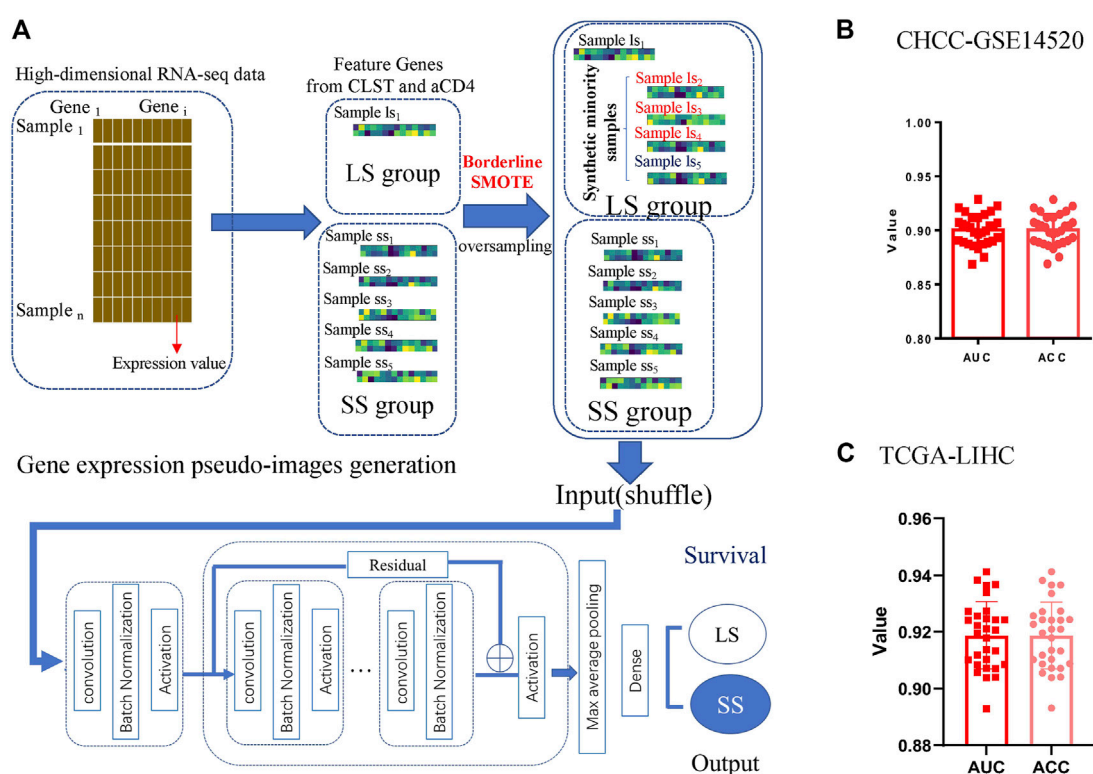 A
High-dimensional RNA-seq data
Gene 1 Gene i
Sample 1
Sample n
Expression value
Feature Genes
from CLST and aCD4
Sample ls1
LS group
Sample ss1
Sample ss2
Sample ss3
Sample ss4
Sample ss5
SS group
Borderline
SMOTE
oversampling
Sample ls1
Synthetic minority
samples
Sample ls2
Sample ls3
Sample ls4
Sample ls5
LS group
Sample ss1
Sample ss2
Sample ss3
Sample ss4
Sample ss5
SS group
Gene expression pseudo-images generation
Input(shuffle)
convolution
Batch Normalization
Activation
Residual
convolution
Batch Normalization
Activation
...
convolution
Batch Normalization
Activation
Max average pooling
Dense
Survival
LS
SS
Output
B
CHCC-GSE14520
Value
1.00
0.95
0.90
0.85
0.80
AUC ACC
C
TCGA-LIHC
Value
0.96
0.94
0.92
0.90
0.88
AUC ACC